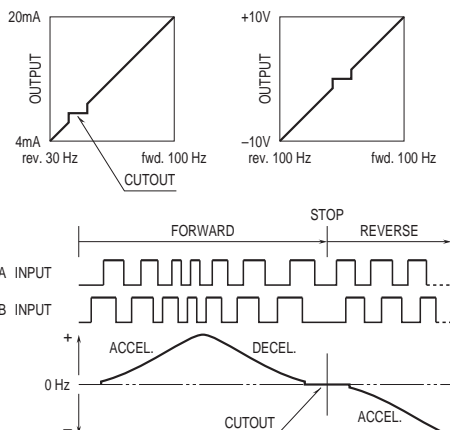 20mA
OUTPUT
4mA
rev. 30 Hz
fwd. 100 Hz
CUTOUT
+10V
OUTPUT
–10V
rev. 100 Hz
fwd. 100 Hz
STOP
FORWARD
REVERSE
A INPUT
B INPUT
+
ACCEL.
DECEL.
0 Hz
CUTOUT
ACCEL.
–